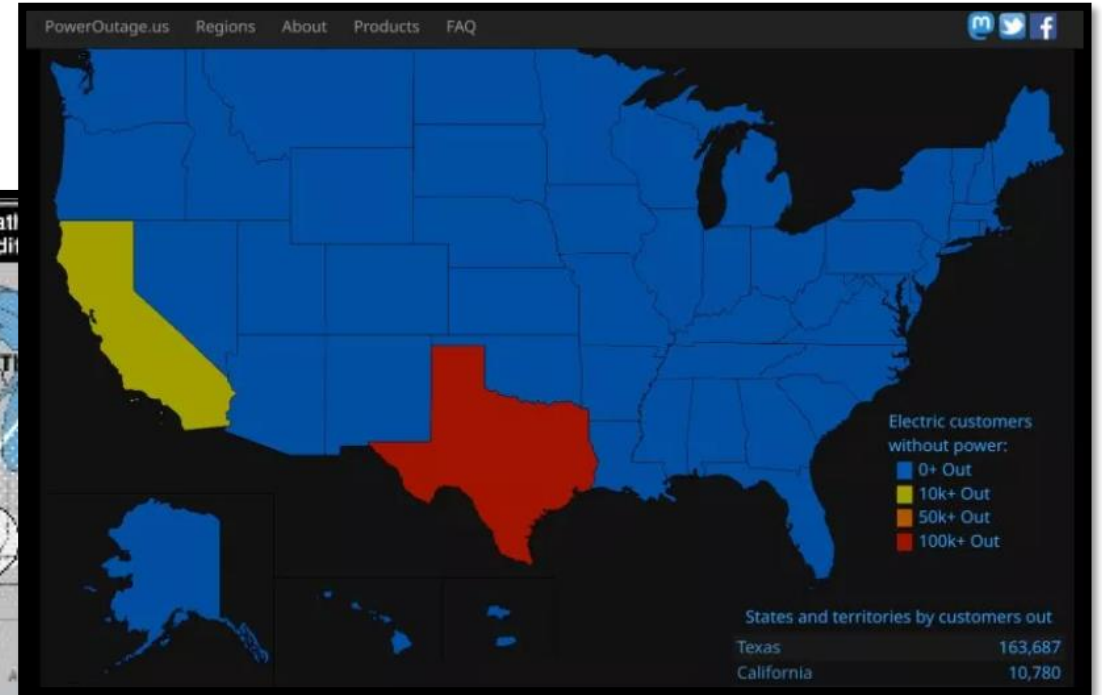 PowerOutage.us Regions About Products FAQ
Electric customers
without power:
0+ Out
10k+ Out
50k+ Out
100k+ Out
States and territories by customers out
Texas 163,687
California 10,780